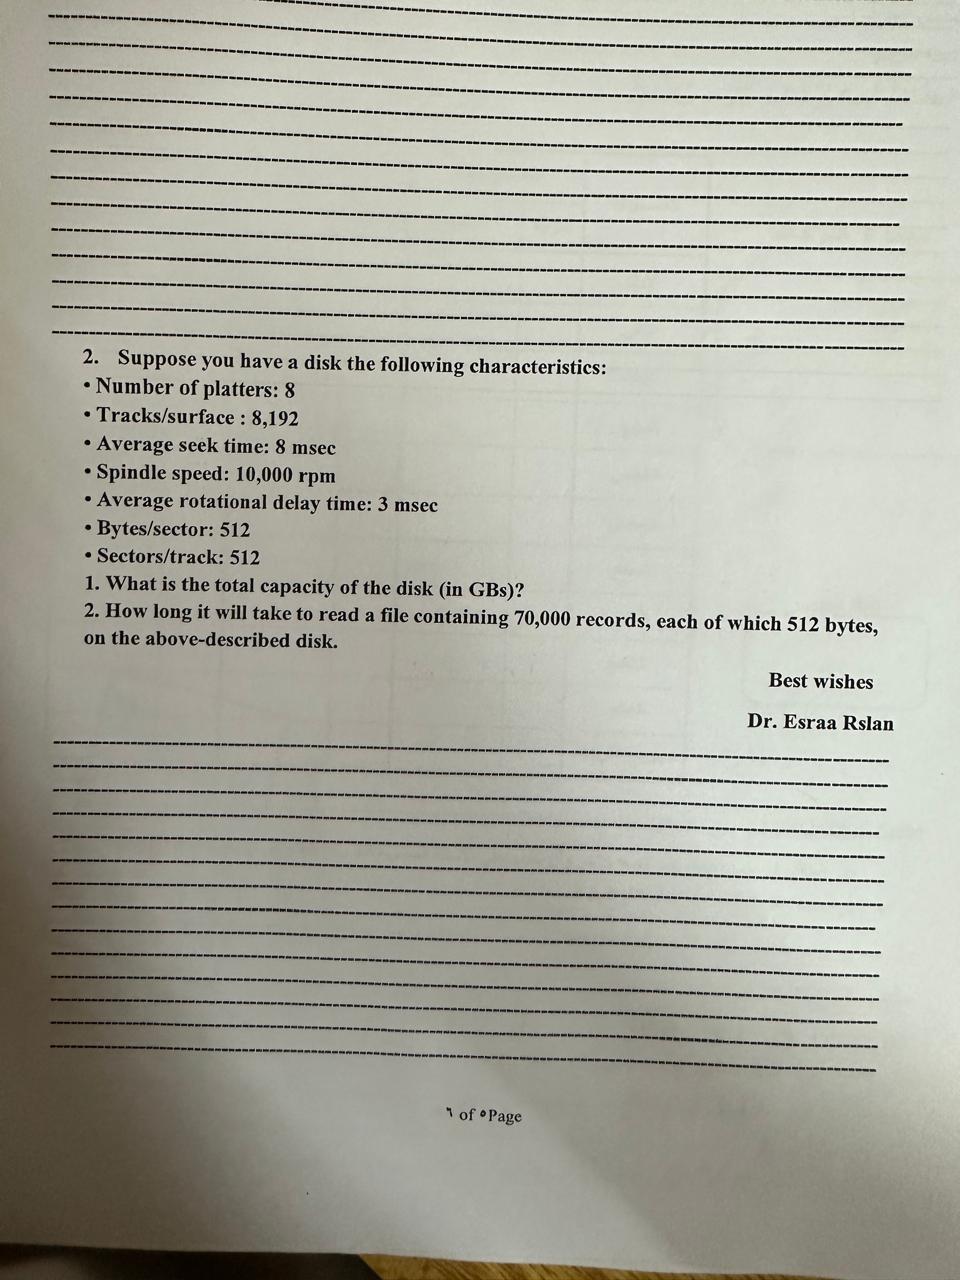 2. Suppose you have a disk the following characteristics:
• Number of platters: 8
• Tracks/surface : 8,192
• Average seek time: 8 msec
• Spindle speed: 10,000 rpm
• Average rotational delay time: 3 msec
• Bytes/sector: 512
• Sectors/track: 512
1. What is the total capacity of the disk (in GBs)?
2. How long it will take to read a file containing 70,000 records, each of which 512 bytes,
on the above-described disk.
Best wishes
Dr. Esraa Rslan
٦ of ٥Page